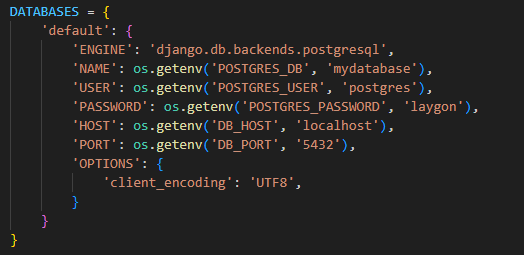 DATABASES = {
    'default': {
        'ENGINE': 'django.db.backends.postgresql',
        'NAME': os.getenv('POSTGRES_DB', 'mydatabase'),
        'USER': os.getenv('POSTGRES_USER', 'postgres'),
        'PASSWORD': os.getenv('POSTGRES_PASSWORD', 'laygon'),
        'HOST': os.getenv('DB_HOST', 'localhost'),
        'PORT': os.getenv('DB_PORT', '5432'),
        'OPTIONS': {
            'client_encoding': 'UTF8',
        }
    }
}